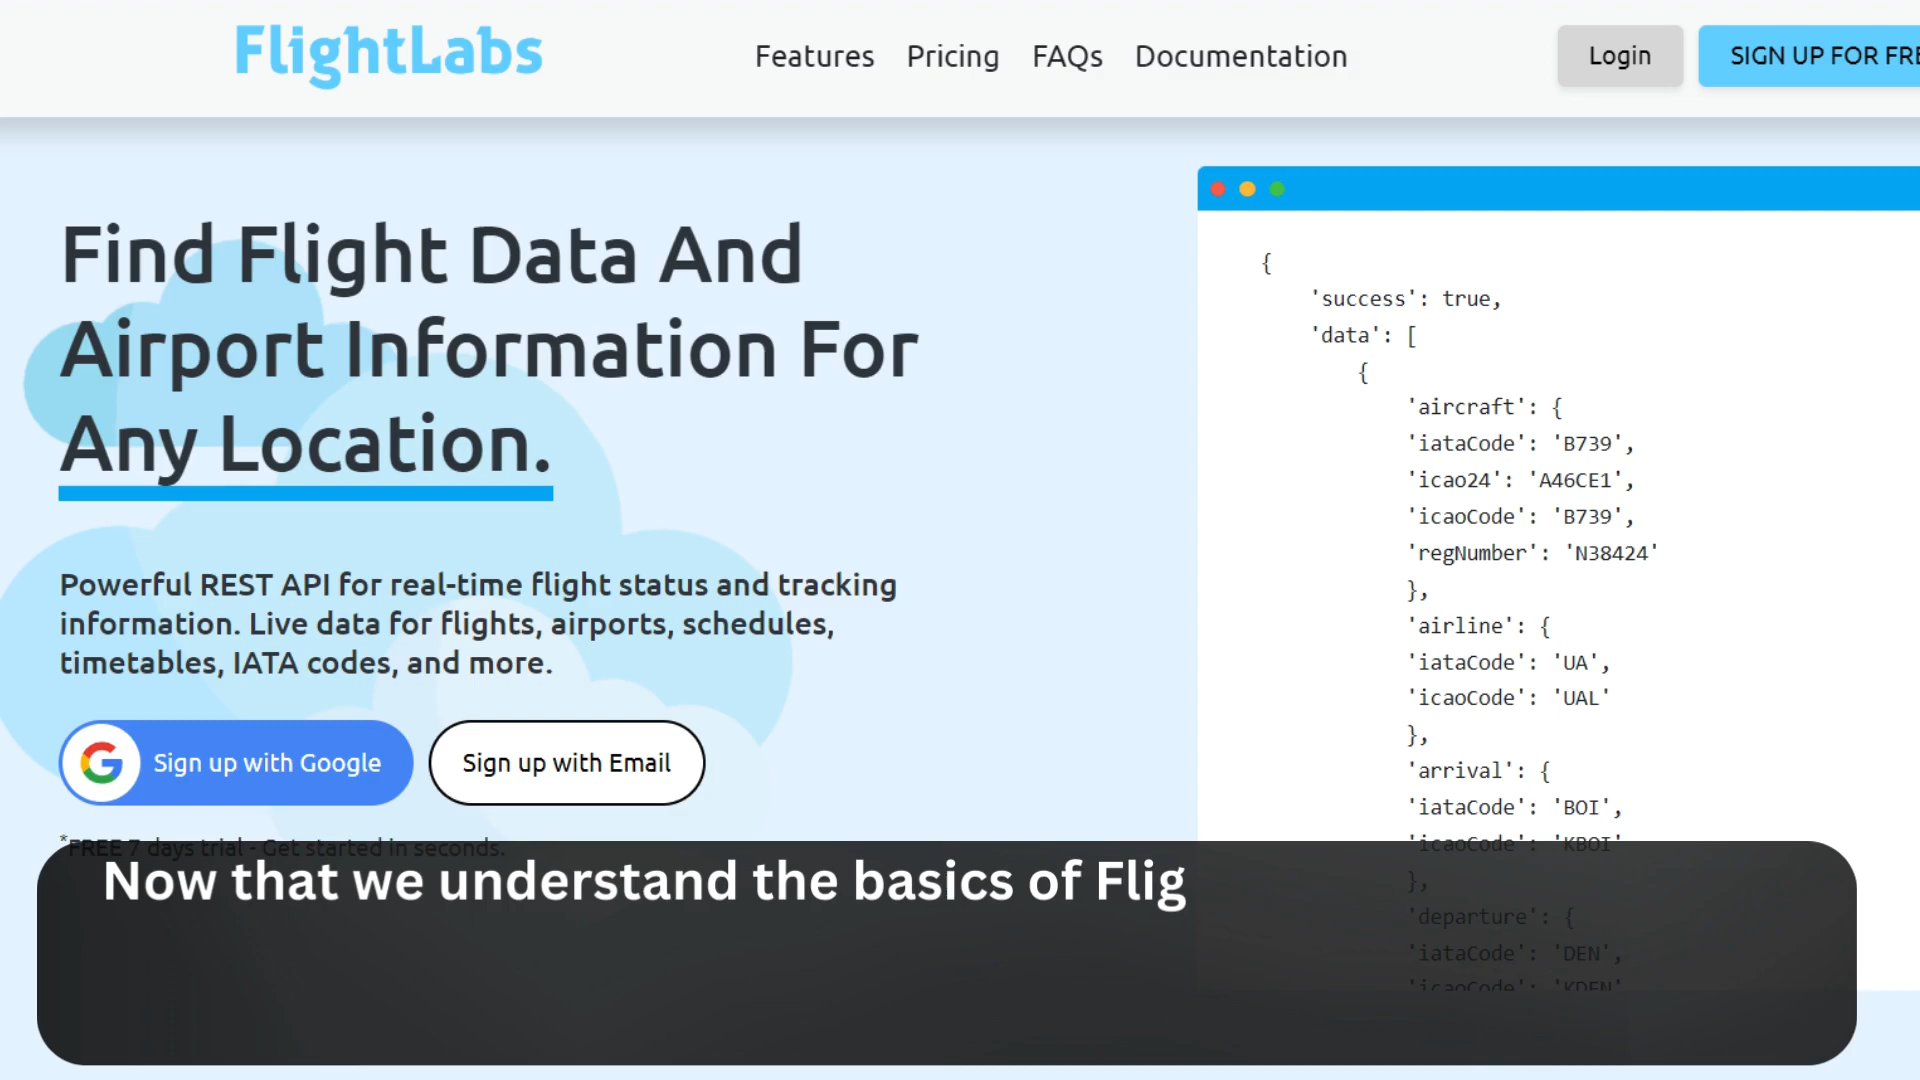 FlightLabs
Features Pricing FAQs Documentation
Login
SIGN UP FOR FRE
Find Flight Data And
Airport Information For
Any Location.
Powerful REST API for real-time flight status and tracking
information. Live data for flights, airports, schedules,
timetables, IATA codes, and more.
Sign up with Google
Sign up with Email
*FREE 7 days trial - Get started in seconds.
{
'success': true,
'data': [
{
'aircraft': {
'iataCode': 'B739',
'icao24': 'A46CE1',
'icaoCode': 'B739',
'regNumber': 'N38424'
},
'airline': {
'iataCode': 'UA',
'icaoCode': 'UAL'
},
'arrival': {
'iataCode': 'BOI',
'icaoCode': 'KBOI'
},
'departure': {
'iataCode': 'DEN',
'icaoCode': 'KDEN'
Now that we understand the basics of Flig